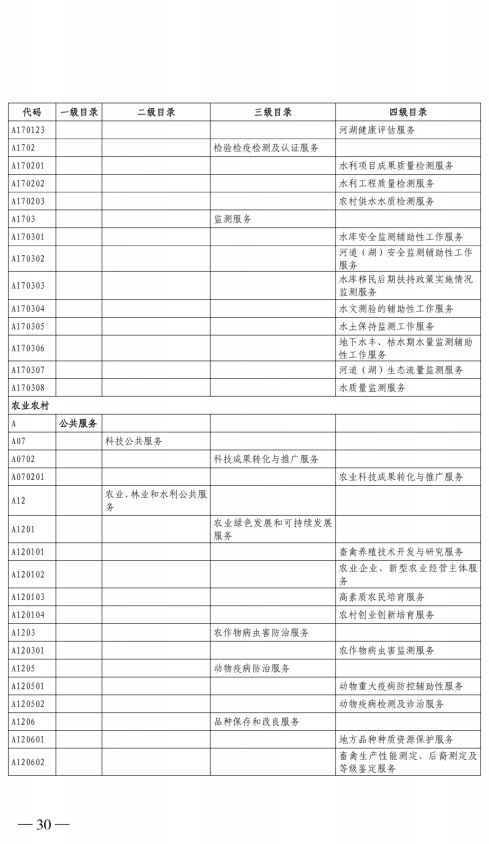 代码 一级目录 二级目录 三级目录 四级目录
A170123 河湖健康评估服务
A1702 检验检疫检测及认证服务
A170201 水利项目成果质量检测服务
A170202 水利工程质量检测服务
A170203 农村供水水质检测服务
A1703 监测服务
A170301 水库安全监测辅助性工作服务
A170302 河道（湖）安全监测辅助性工作
服务
A170303 水库移民后期扶持政策实施情况
监测服务
A170304 水文测验的辅助性工作服务
A170305 水土保持监测工作服务
A170306 地下水丰、枯水期水量监测辅助
性工作服务
A170307 河道（湖）生态流量监测服务
A170308 水质量监测服务
农业农村
A 公共服务
A07 科技公共服务
A0702 科技成果转化与推广服务
A070201 农业科技成果转化与推广服务
A12 农业、林业和水利公共服
务
A1201 农业绿色发展和可持续发展
服务
A120101 畜禽养殖技术开发与研究服务
A120102 农业企业、新型农业经营主体服
务
A120103 高素质农民培育服务
A120104 农村创业创新培育服务
A1203 农作物病虫害防治服务
A120301 农作物病虫害监测服务
A1205 动物疫病防治服务
A120501 动物重大疫病防控辅助性服务
A120502 动物疫病检测及诊治服务
A1206 品种保存和改良服务
A120601 地方品种种质资源保护服务
A120602 畜禽生产性能测定、后裔测定及
等级鉴定服务
— 30 —